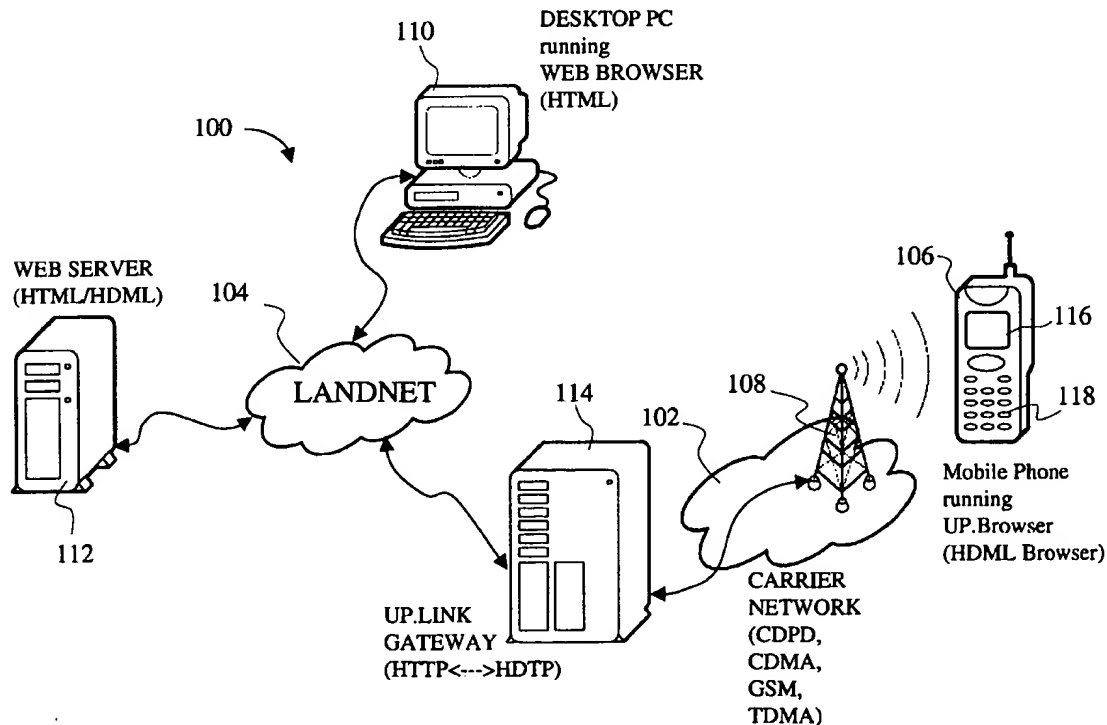 110
DESKTOP PC
running
WEB BROWSER
(HTML)
100
WEB SERVER
(HTML/HDML)
104
106
116
LANDNET
114
108
118
102
112
Mobile Phone
running
UP.Browser
(HDML Browser)
UP.LINK
GATEWAY
(HTTP<--->HDTP)
CARRIER
NETWORK
(CDPD,
CDMA,
GSM,
TDMA)